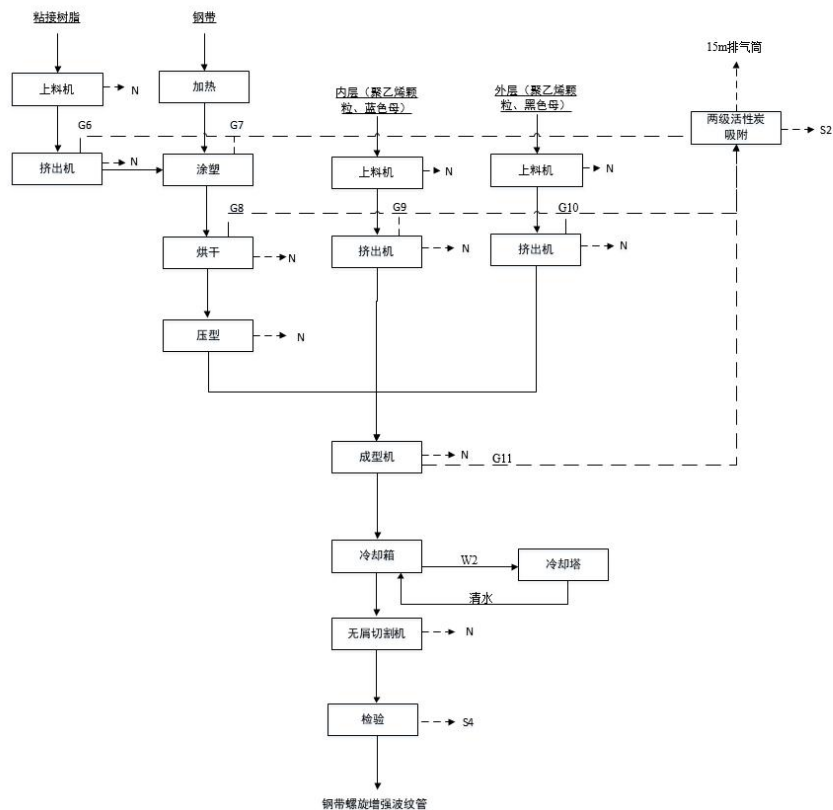 粘接树脂
钢带
15m排气筒
上料机
N
加热
内层（聚乙烯颗
粒、蓝色母）
外层（聚乙烯颗
粒、黑色母）
两级活性炭
吸附
S2
G6
G7
挤出机
N
涂塑
上料机
N
上料机
N
G8
G9
G10
烘干
N
挤出机
N
挤出机
N
压型
N
成型机
N
G11
冷却箱
W2
冷却塔
清水
无屑切割机
N
检验
S4
钢带螺旋增强波纹管